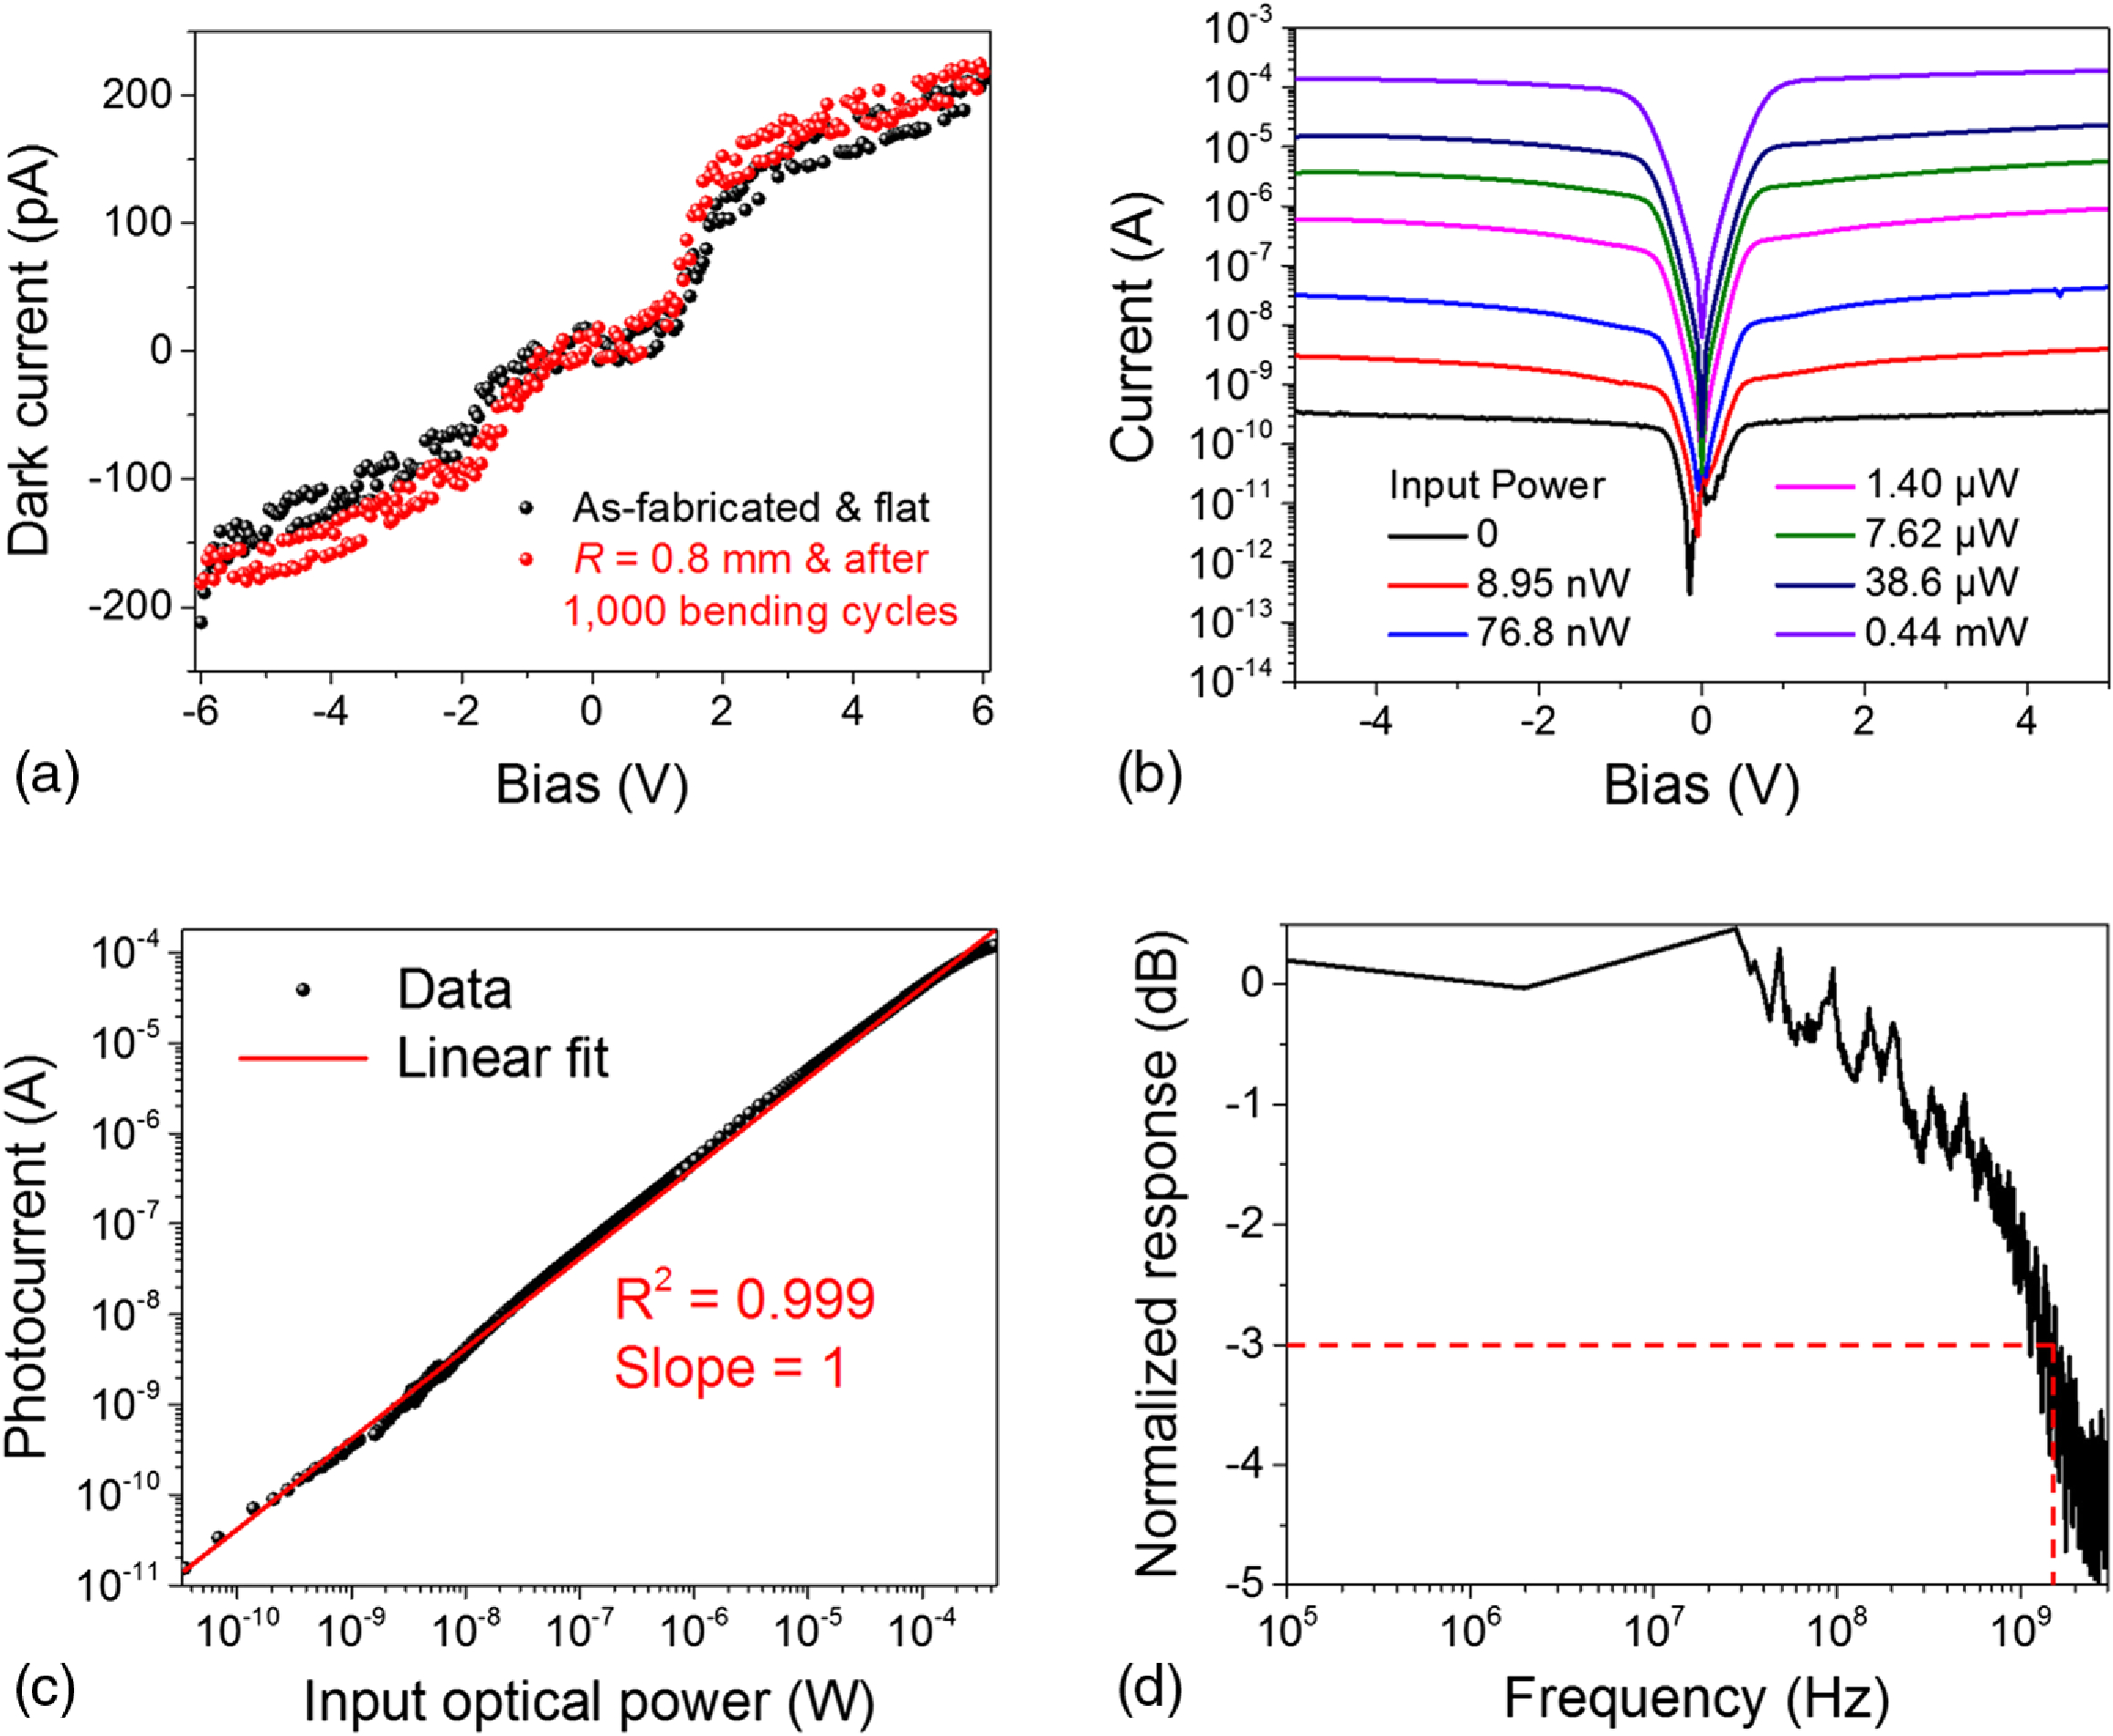 200
100
0
-100
-200
Dark current (pA)
As-fabricated & flat
R = 0.8 mm & after
1,000 bending cycles
-6 -4 -2 0 2 4 6
(a)
Bias (V)
10-3
10-4
10-5
10-6
10-7
10-8
10-9
10-10
10-11
10-12
10-13
10-14
Current (A)
Input Power
0
8.95 nW
76.8 nW
1.40 µW
7.62 µW
38.6 µW
0.44 mW
-4 -2 0 2 4
(b)
Bias (V)
10-4
10-5
10-6
10-7
10-8
10-9
10-10
10-11
Photocurrent (A)
Data
Linear fit
R2 = 0.999
Slope = 1
10-10 10-9 10-8 10-7 10-6 10-5 10-4
(c)
Input optical power (W)
0
-1
-2
-3
-4
-5
Normalized response (dB)
105 106 107 108 109
(d)
Frequency (Hz)